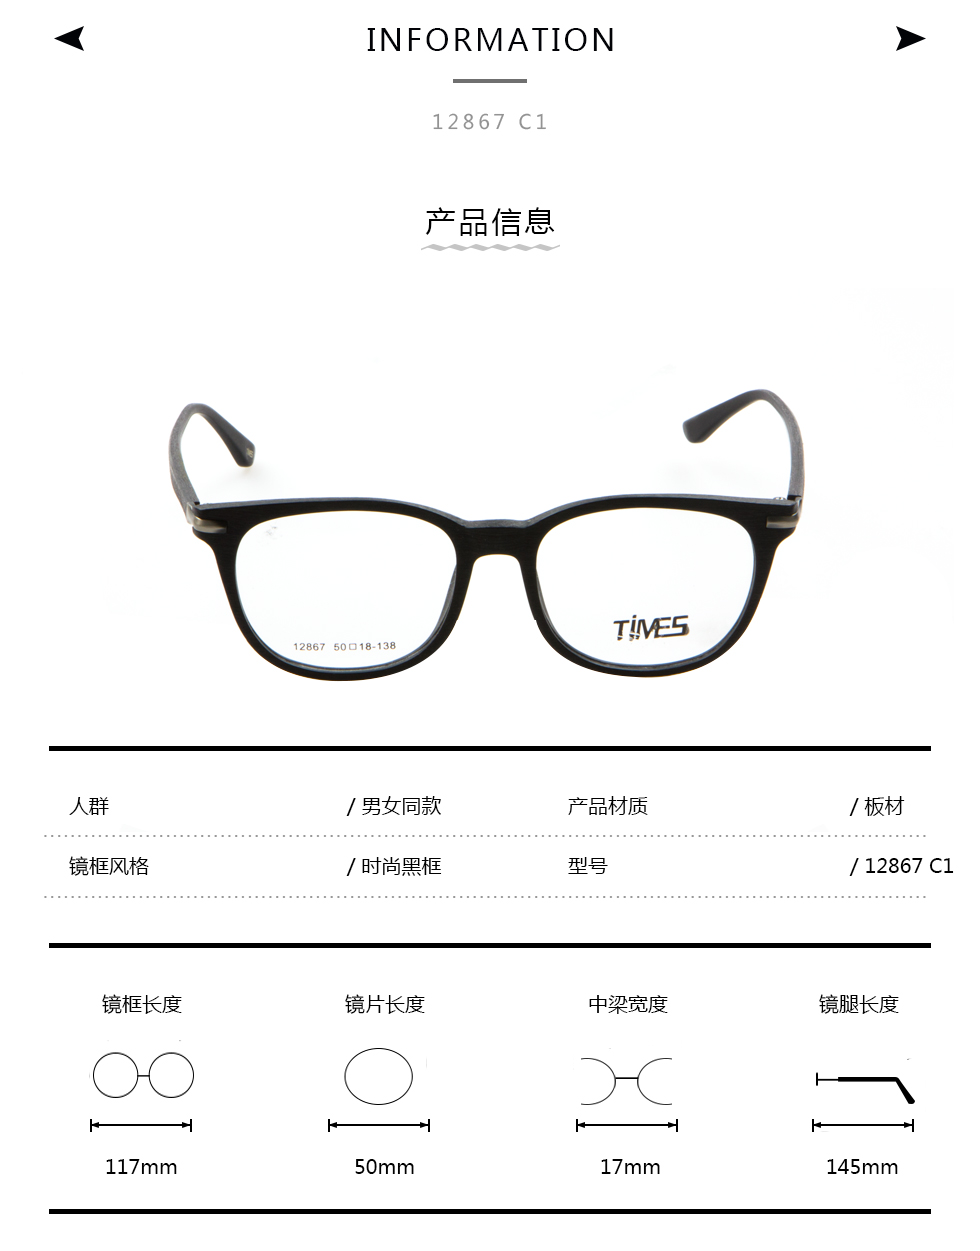 INFORMATION
12867 C1
产品信息
12867 50□18-138
TiMES
人群 / 男女同款 产品材质 / 板材
镜框风格 / 时尚黑框 型号 / 12867 C1
镜框长度 镜片长度 中梁宽度 镜腿长度
117mm 50mm 17mm 145mm